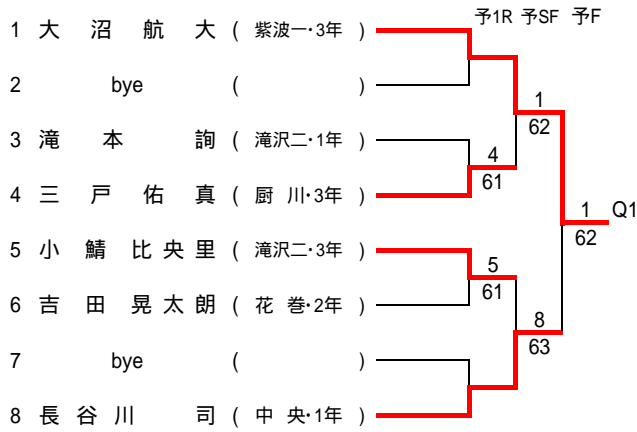 予1R 予SF 予F
1 大沼航大 ( 紫波一・3年 )
2 bye ( )
1
62
3 滝本 詢 ( 滝沢二・1年 )
4
61
4 三戸佑真 ( 厨川・3年 )
1 Q1
62
5 小鯖比央里 ( 滝沢二・3年 )
5
61
6 吉田晃太朗 ( 花巻・2年 )
8
63
7 bye ( )
8 長谷川 司 ( 中央・1年 )